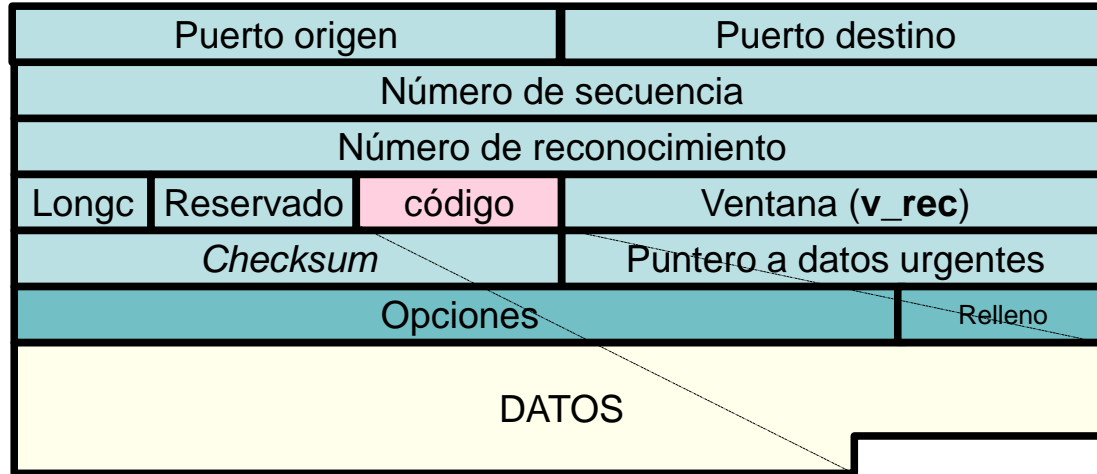 Puerto origen Puerto destino
Número de secuencia
Número de reconocimiento
Longc Reservado código Ventana (v_rec)
Checksum Puntero a datos urgentes
Opciones Relleno
DATOS